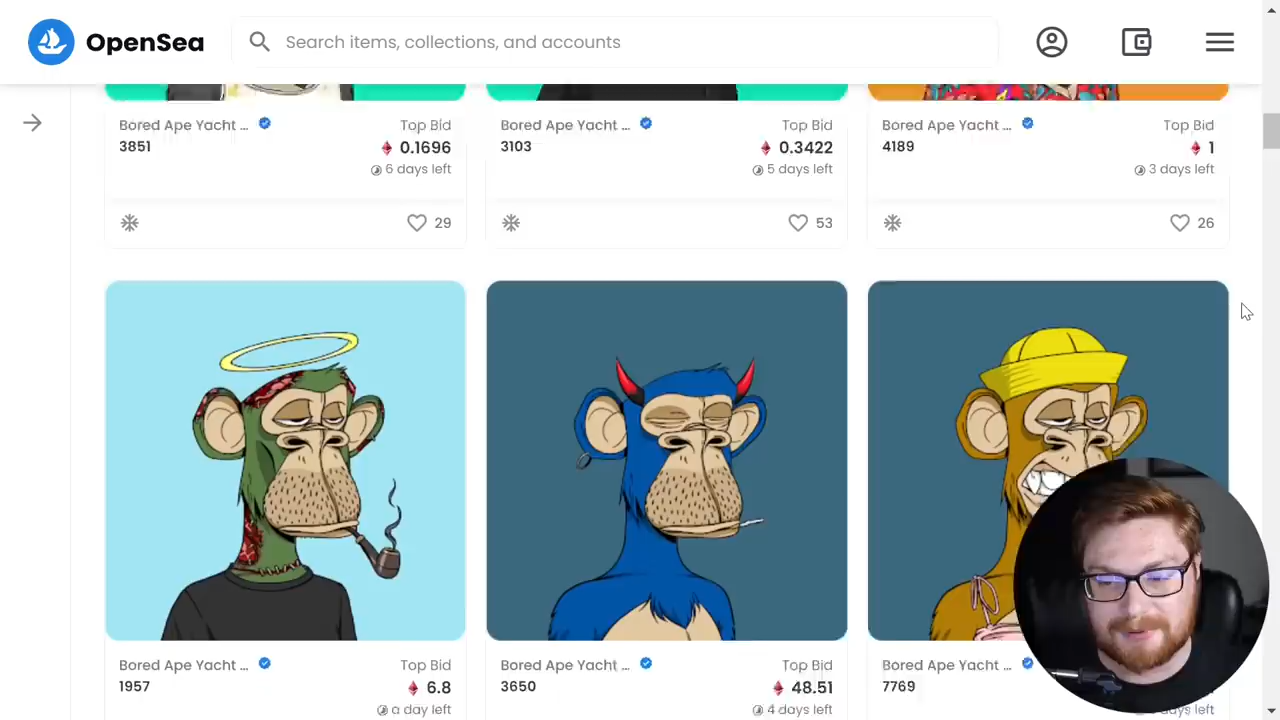 OpenSea
Search items, collections, and accounts
Bored Ape Yacht ...
Top Bid
3851
0.1696
6 days left
29
Bored Ape Yacht ...
Top Bid
3103
0.3422
5 days left
53
Bored Ape Yacht ...
Top Bid
4189
1
3 days left
26
Bored Ape Yacht ...
Top Bid
1957
6.8
a day left
Bored Ape Yacht ...
Top Bid
3650
48.51
4 days left
Bored Ape Yacht ...
7769
days left